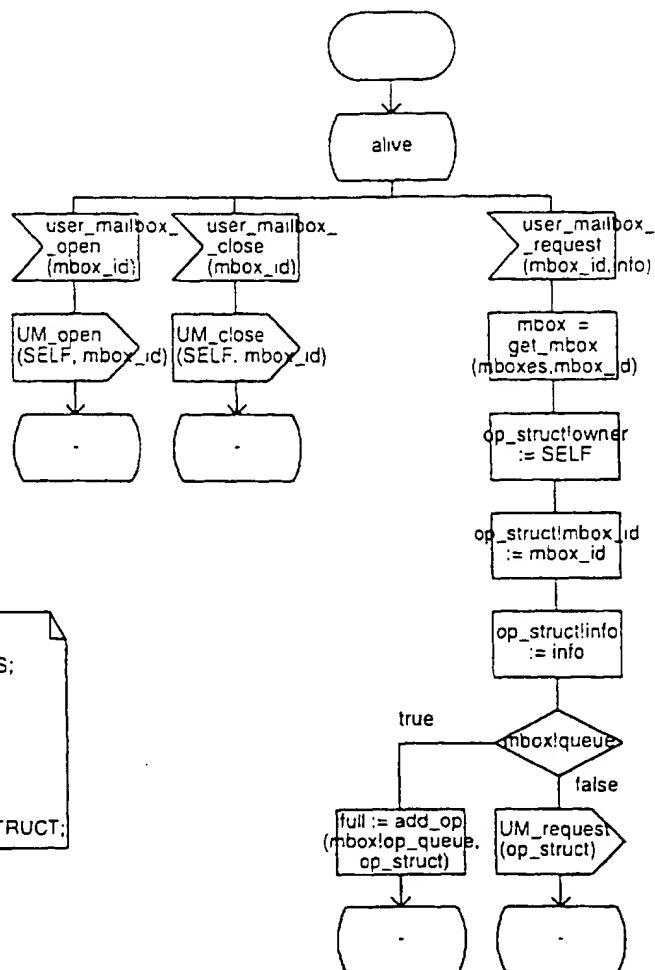 alive
user_mailbox_
_open
(mbox_id)
user_mailbox_
_close
(mbox_id)
user_mailbox_
_request
(mbox_id,info)
UM_open
(SELF, mbox_id)
UM_close
(SELF, mbox_id)
mbox =
get_mbox
(mboxes,mbox_id)
-
-
op_struct!owner
:= SELF
op_struct!mbox_id
:= mbox_id
S;
TRUCT;
op_struct!info
:= info
true
mbox!queue
false
full := add_op
(mbox!op_queue,
op_struct)
UM_request
(op_struct)
-
-